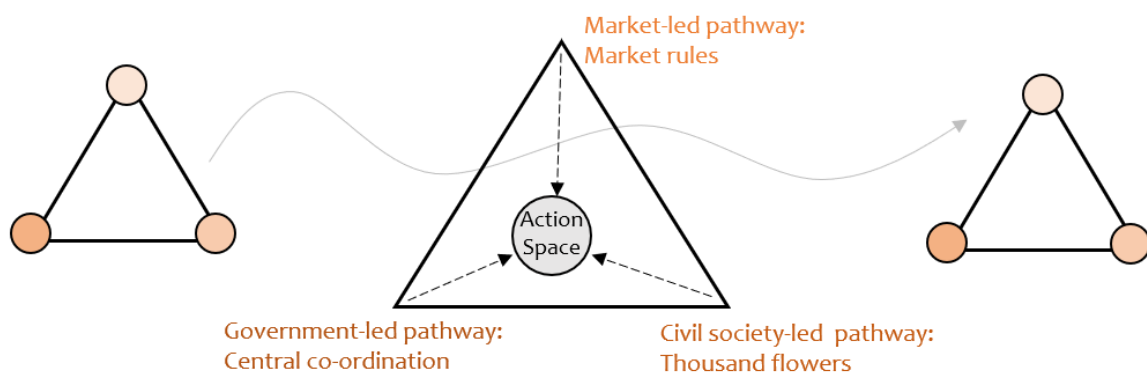 Market-led pathway:
Market rules
Action
Space
Government-led pathway:
Central co-ordination
Civil society-led  pathway:
Thousand flowers